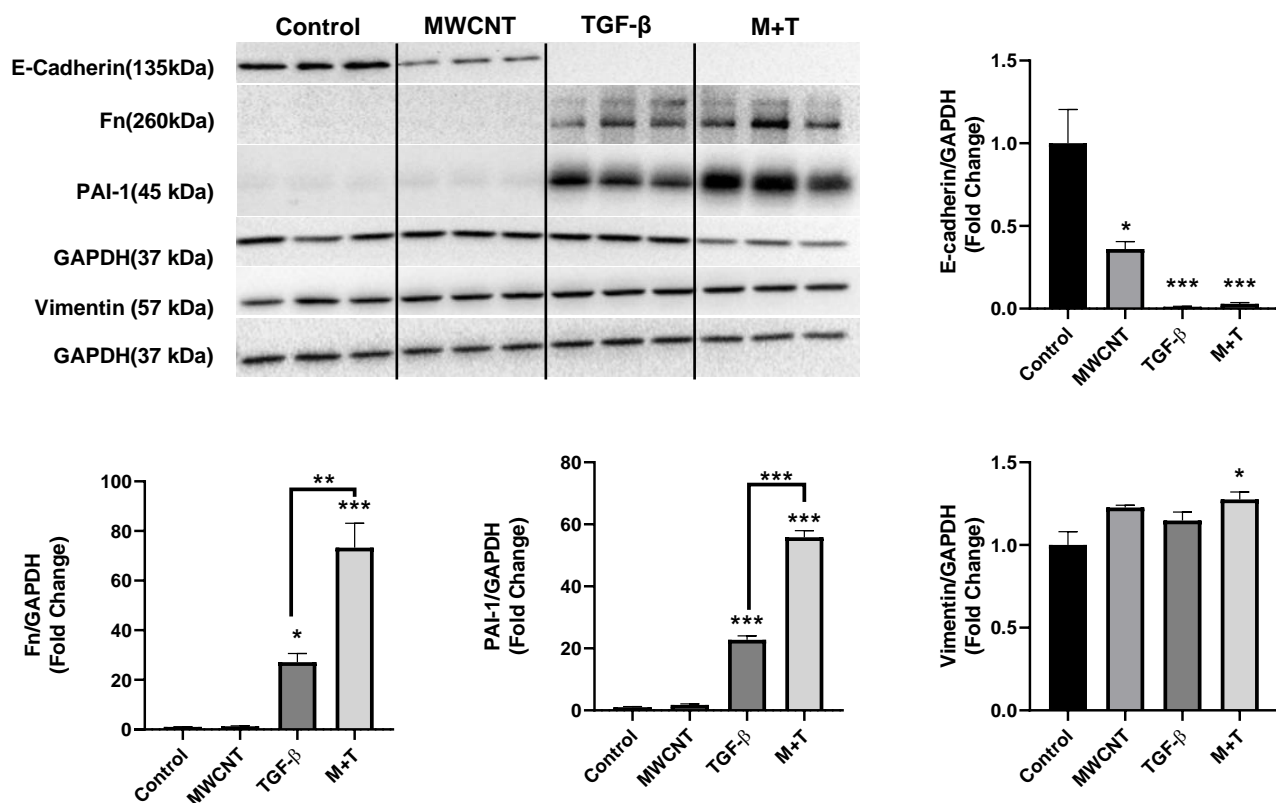 Control MWCNT TGF-β M+T
E-Cadherin(135kDa)
Fn(260kDa)
PAI-1(45 kDa)
GAPDH(37 kDa)
Vimentin (57 kDa)
GAPDH(37 kDa)
E-cadherin/GAPDH
(Fold Change)
1.5
1.0
0.5
0.0
*
***
***
Control
MWCNT
TGF-β
M+T
Fn/GAPDH
(Fold Change)
100
80
60
40
20
0
**
***
*
Control
MWCNT
TGF-β
M+T
PAI-1/GAPDH
(Fold Change)
80
60
40
20
0
***
***
***
Control
MWCNT
TGF-β
M+T
Vimentin/GAPDH
(Fold Change)
1.5
1.0
0.5
0.0
*
Control
MWCNT
TGF-β
M+T